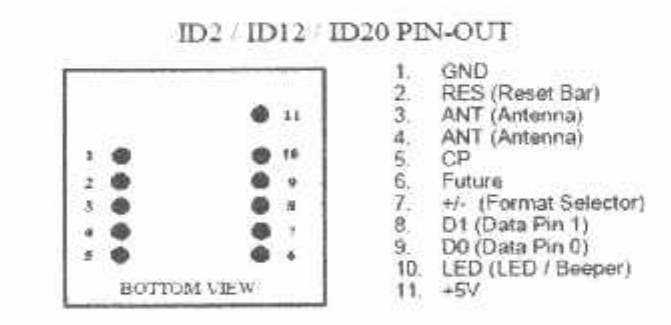 ID2 / ID12 / ID20 PIN-OUT
1. GND
2. RES (Reset Bar)
3. ANT (Antenna)
4. ANT (Antenna)
5. CP
6. Future
7. +/- (Format Selector)
8. D1 (Data Pin 1)
9. D0 (Data Pin 0)
10. LED (LED / Beeper)
11. +5V
11
1 10
2 9
3 8
4 7
5 6
BOTTOM VIEW